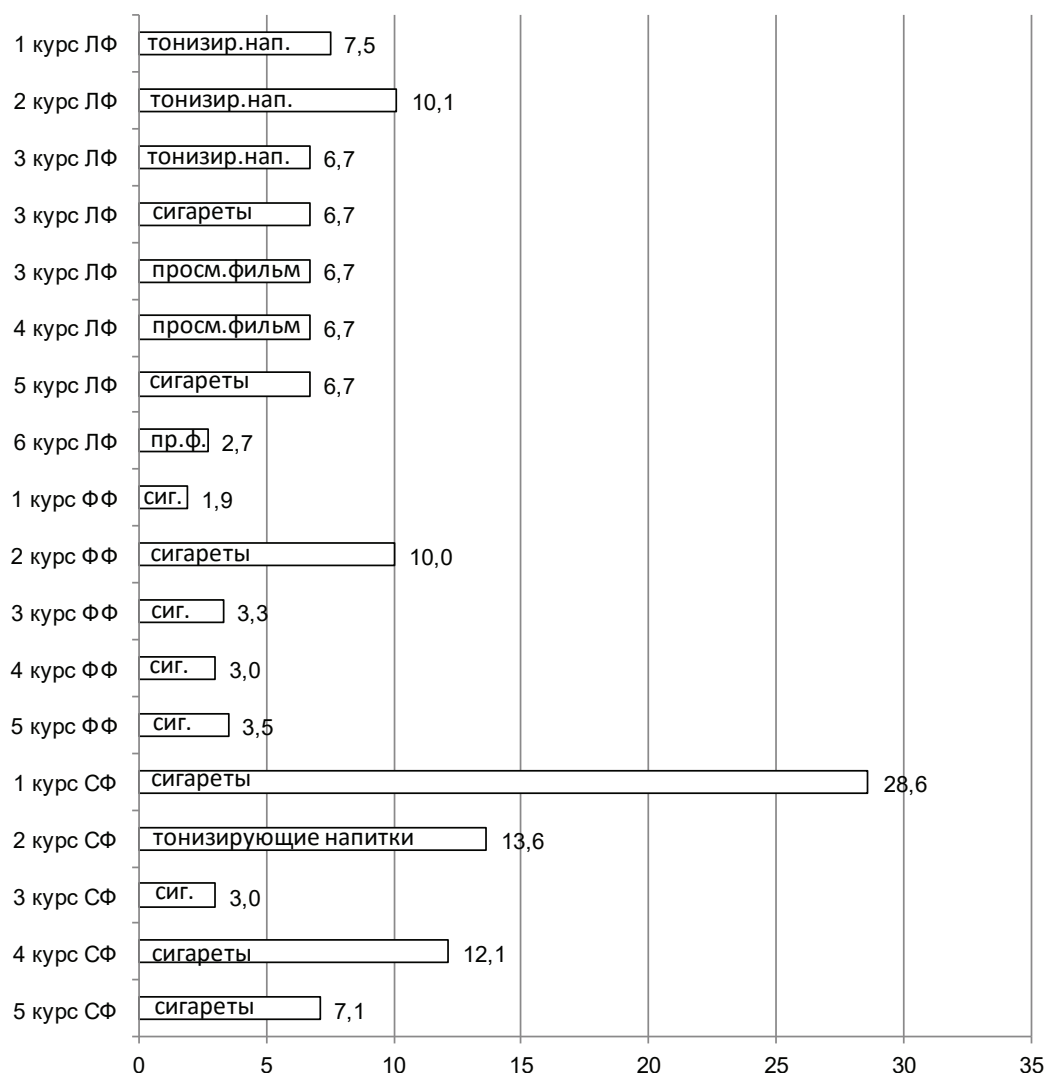 1 курс ЛФ тонизир.нап. 7,5
2 курс ЛФ тонизир.нап. 10,1
3 курс ЛФ тонизир.нап. 6,7
3 курс ЛФ сигареты 6,7
3 курс ЛФ просм.фильм 6,7
4 курс ЛФ просм.фильм 6,7
5 курс ЛФ сигареты 6,7
6 курс ЛФ пр.ф. 2,7
1 курс ФФ сиг. 1,9
2 курс ФФ сигареты 10,0
3 курс ФФ сиг. 3,3
4 курс ФФ сиг. 3,0
5 курс ФФ сиг. 3,5
1 курс СФ сигареты 28,6
2 курс СФ тонизирующие напитки 13,6
3 курс СФ сиг. 3,0
4 курс СФ сигареты 12,1
5 курс СФ сигареты 7,1
0 5 10 15 20 25 30 35